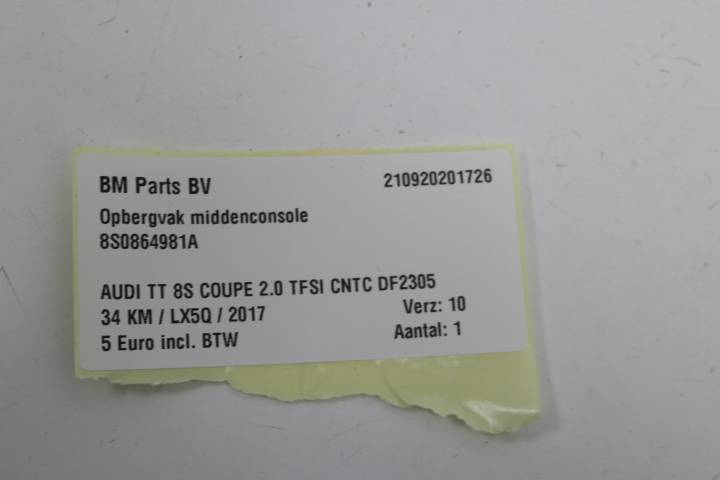 BM Parts BV 210920201726
Opbergvak middenconsole
8S0864981A
AUDI TT 8S COUPE 2.0 TFSI CNTC DF2305
34 KM / LX5Q / 2017 Verz: 10
5 Euro incl. BTW Aantal: 1